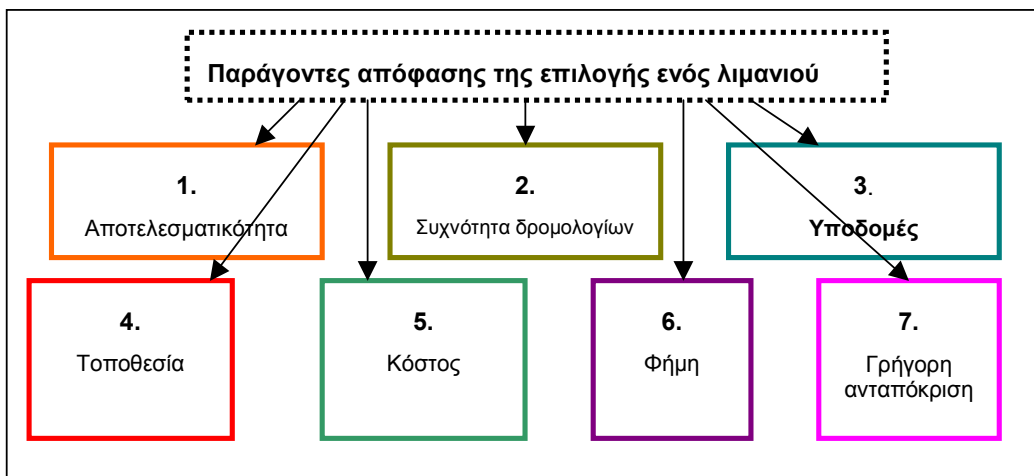 Παράγοντες απόφασης της επιλογής ενός λιμανιού
1.
Αποτελεσματικότητα
2.
Συχνότητα δρομολογίων
3.
Υποδομές
4.
Τοποθεσία
5.
Κόστος
6.
Φήμη
7.
Γρήγορη
ανταπόκριση